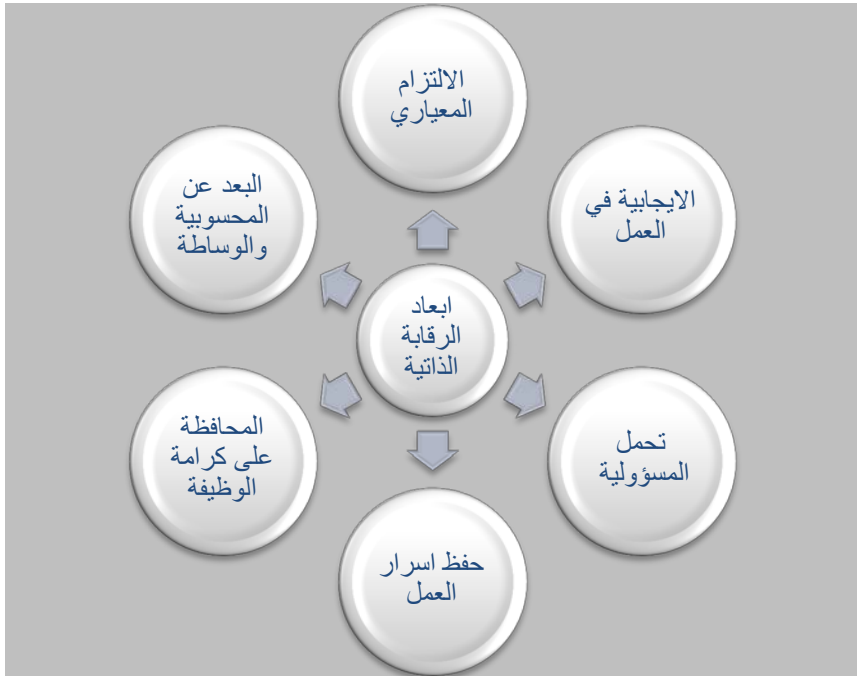 الالتزام
المعياري
الايجابية في
العمل
تحمل
المسؤولية
حفظ اسرار
العمل
المحافظة
على كرامة
الوظيفة
البعد عن
المحسوبية
والوساطة
ابعاد
الرقابة
الذاتية